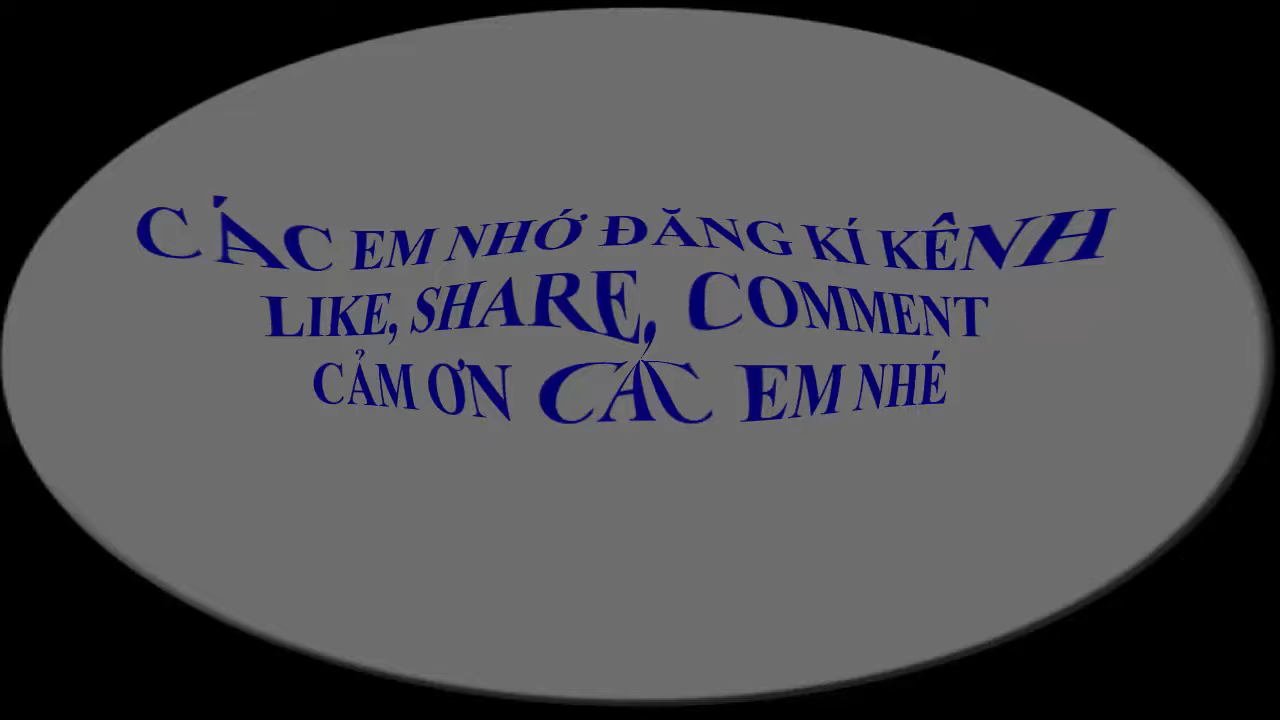 CÁC EM NHỚ ĐĂNG KÍ KÊNH
LIKE, SHARE, COMMENT
CẢM ƠN CÁC EM NHÉ